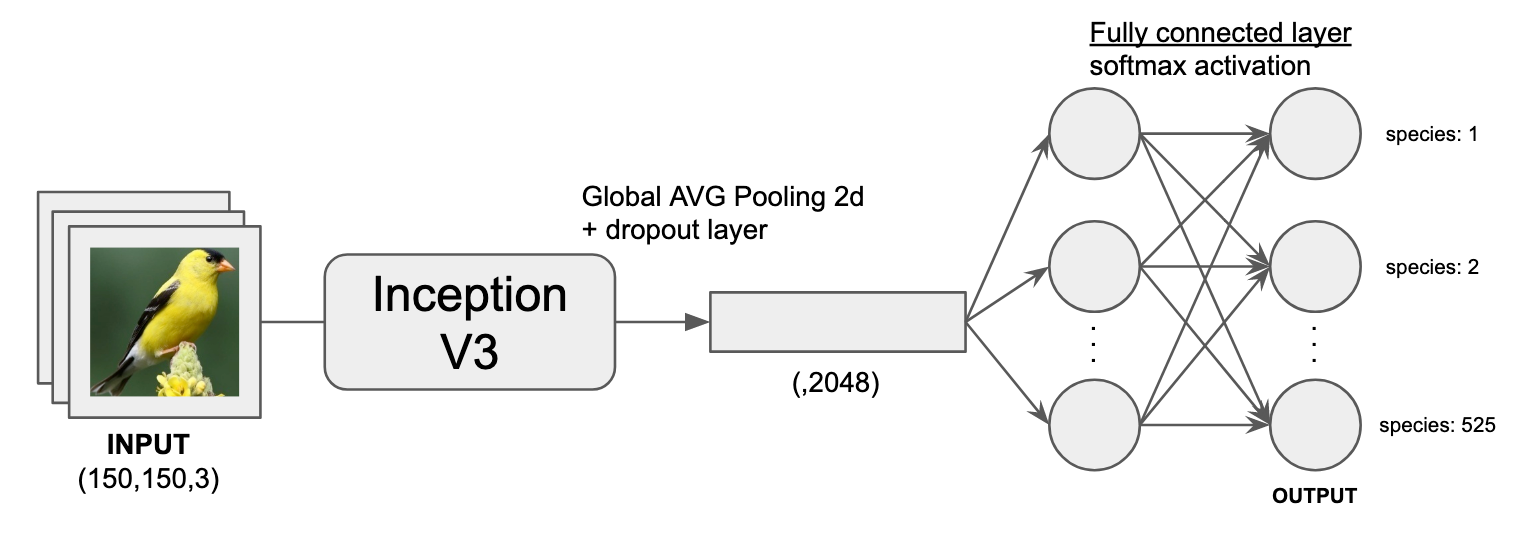 Fully connected layer
softmax activation
species: 1
Global AVG Pooling 2d
+ dropout layer
species: 2
Inception
V3
(,2048)
species: 525
INPUT
(150,150,3)
OUTPUT